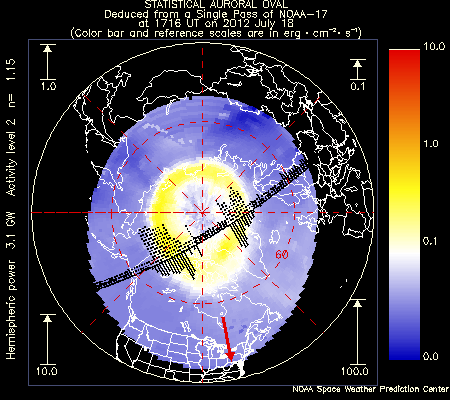 STATISTICAL AURORAL OVAL
Deduced from a Single Pass of NOAA-17
at 1716 UT on 2012 July 18
(Color bar and reference scales are in erg · cm⁻² · s⁻¹)
1.0
0.1
10.0
1.0
0.1
0.0
60
10.0
100.0
Hemispheric power 3.1 GW Activity level 2 n= 1.15
NOAA Space Weather Prediction Center